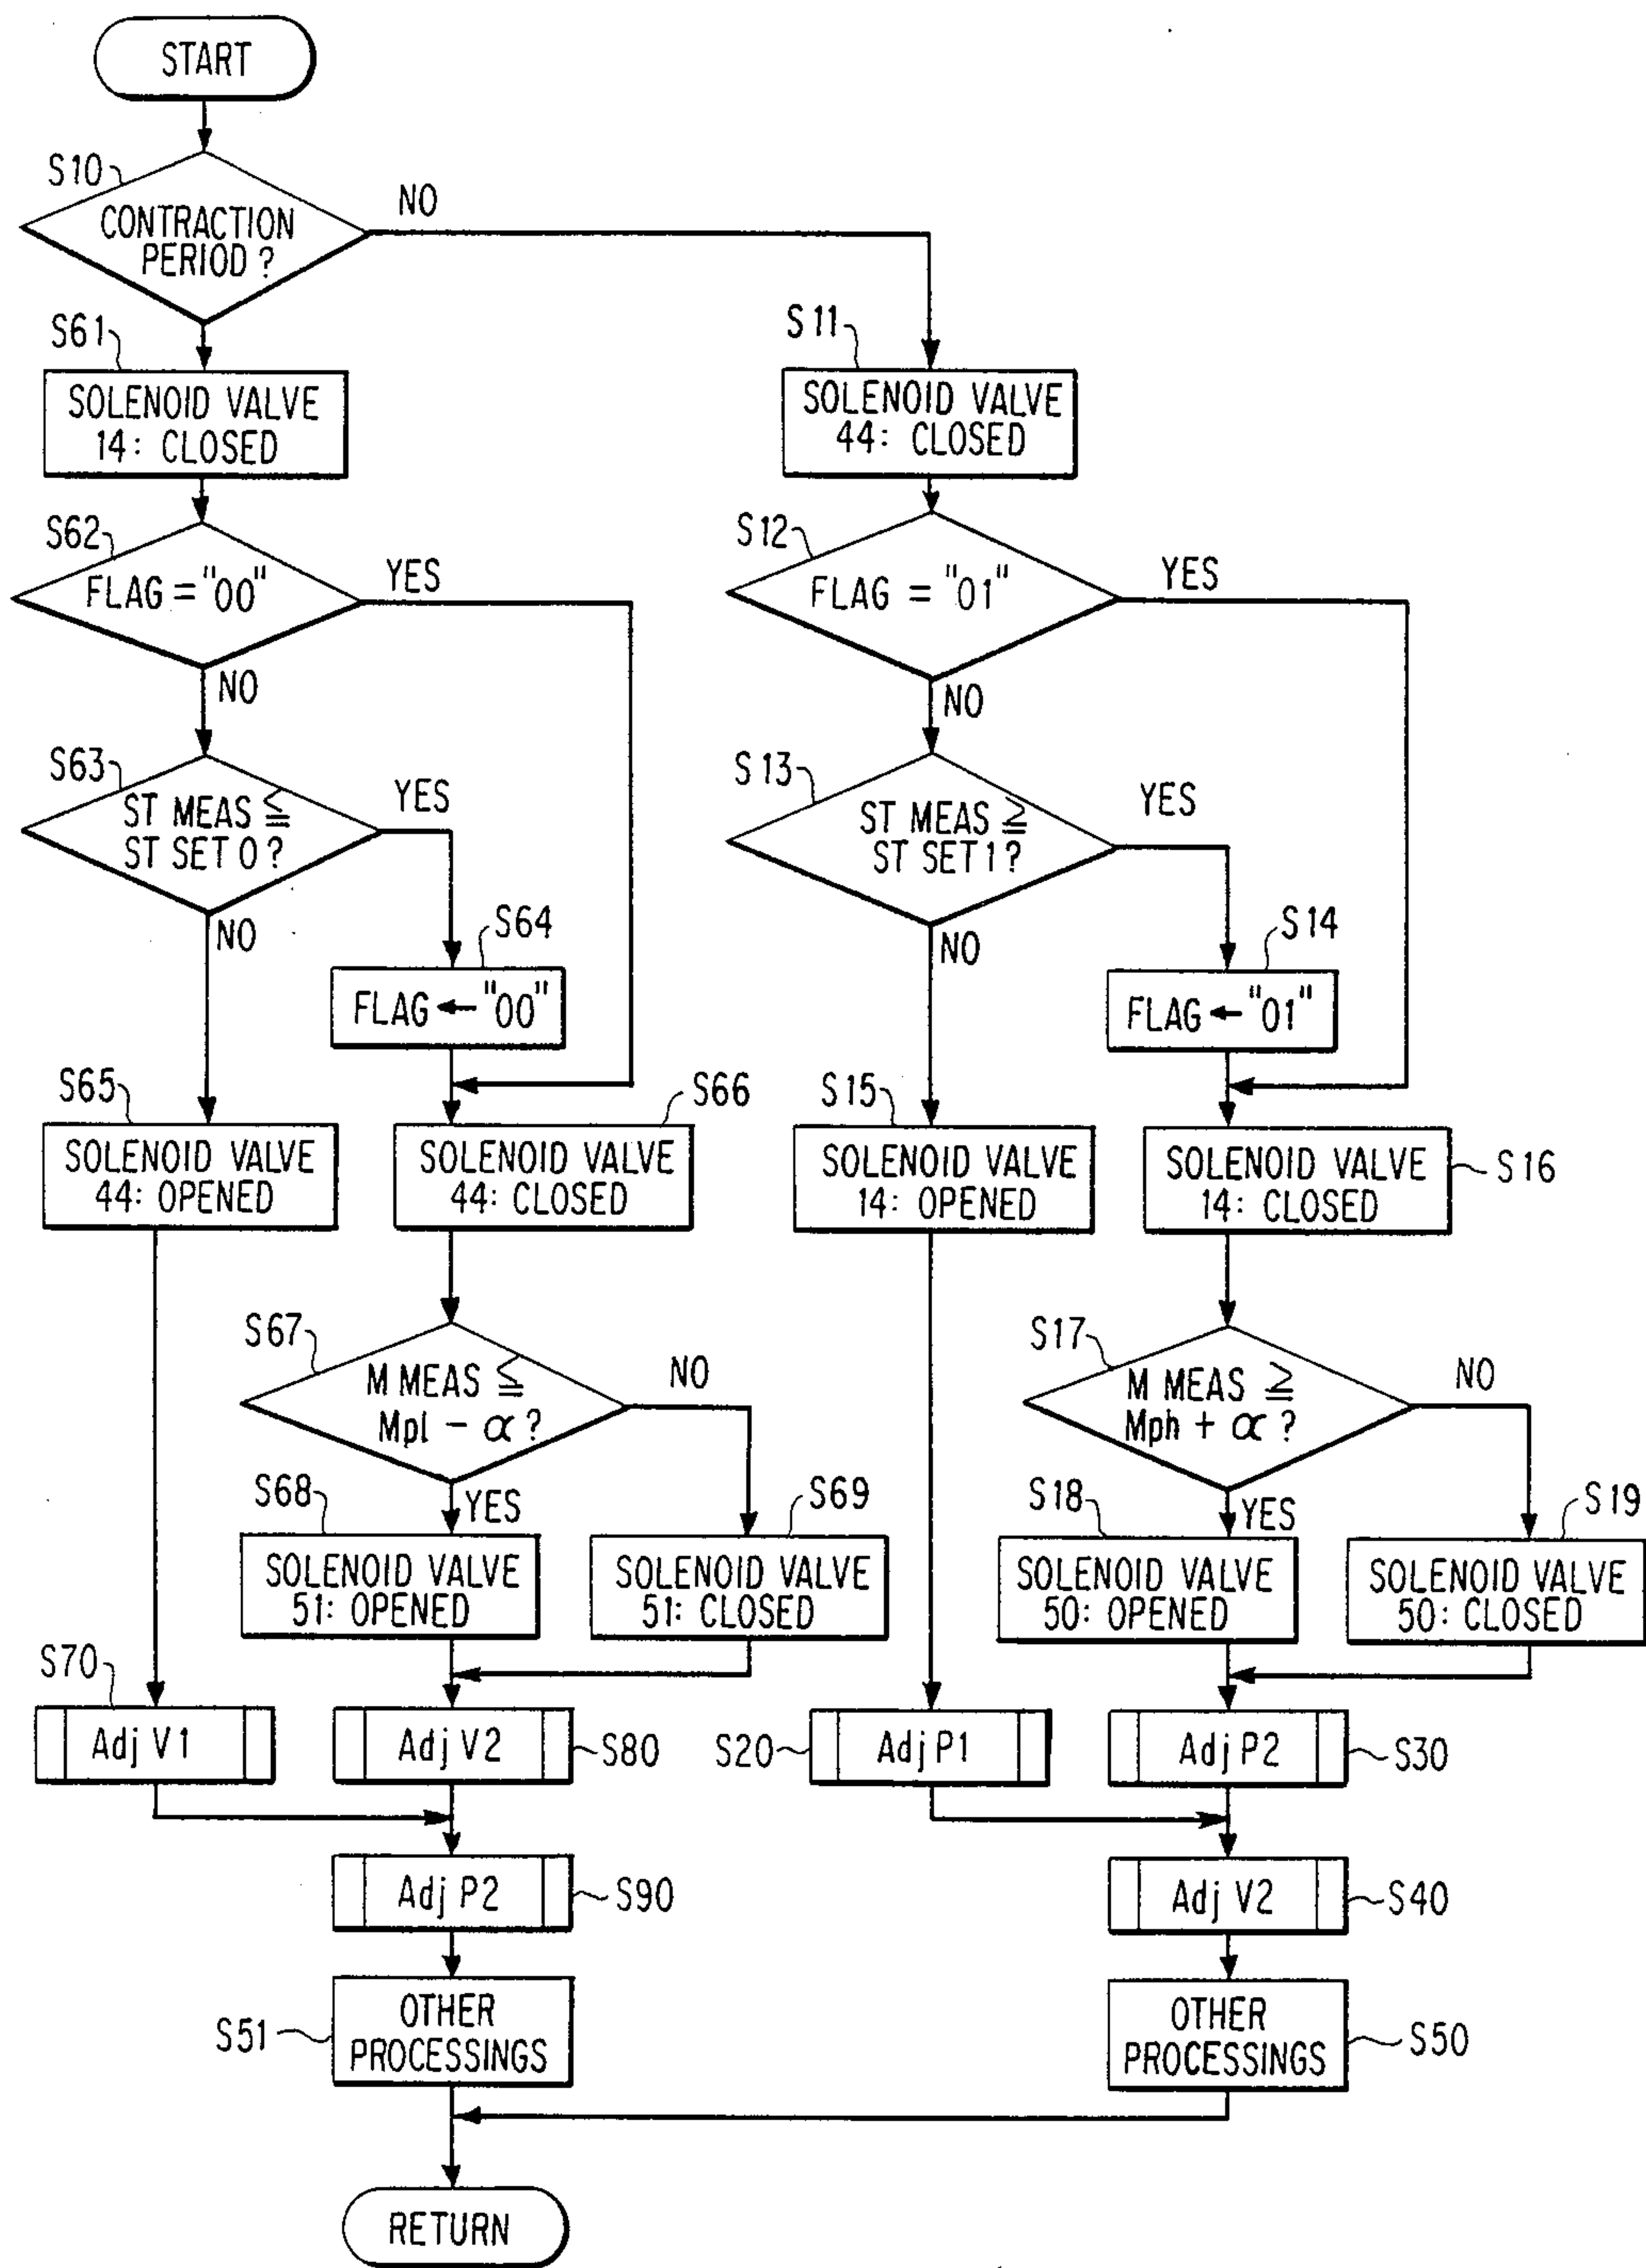 START
S10
CONTRACTION
PERIOD ?
NO
S61
SOLENOID VALVE
14: CLOSED
S11
SOLENOID VALVE
44: CLOSED
S62
FLAG = "00"
YES
NO
S12
FLAG = "01"
YES
NO
S63
ST MEAS ≦
ST SET 0 ?
YES
NO
S13
ST MEAS ≧
ST SET 1 ?
YES
NO
S64
FLAG ← "00"
S14
FLAG ← "01"
S65
SOLENOID VALVE
44: OPENED
S66
SOLENOID VALVE
44: CLOSED
S15
SOLENOID VALVE
14: OPENED
S16
SOLENOID VALVE
14: CLOSED
S67
M MEAS ≦
Mpl - α ?
NO
YES
S17
M MEAS ≧
Mph + α ?
NO
YES
S68
SOLENOID VALVE
51: OPENED
S69
SOLENOID VALVE
51: CLOSED
S18
SOLENOID VALVE
50: OPENED
S19
SOLENOID VALVE
50: CLOSED
S70
Adj V1
Adj V2
S80
S20
Adj P1
Adj P2
S30
Adj P2
S90
Adj V2
S40
S51
OTHER
PROCESSINGS
OTHER
PROCESSINGS
S50
RETURN